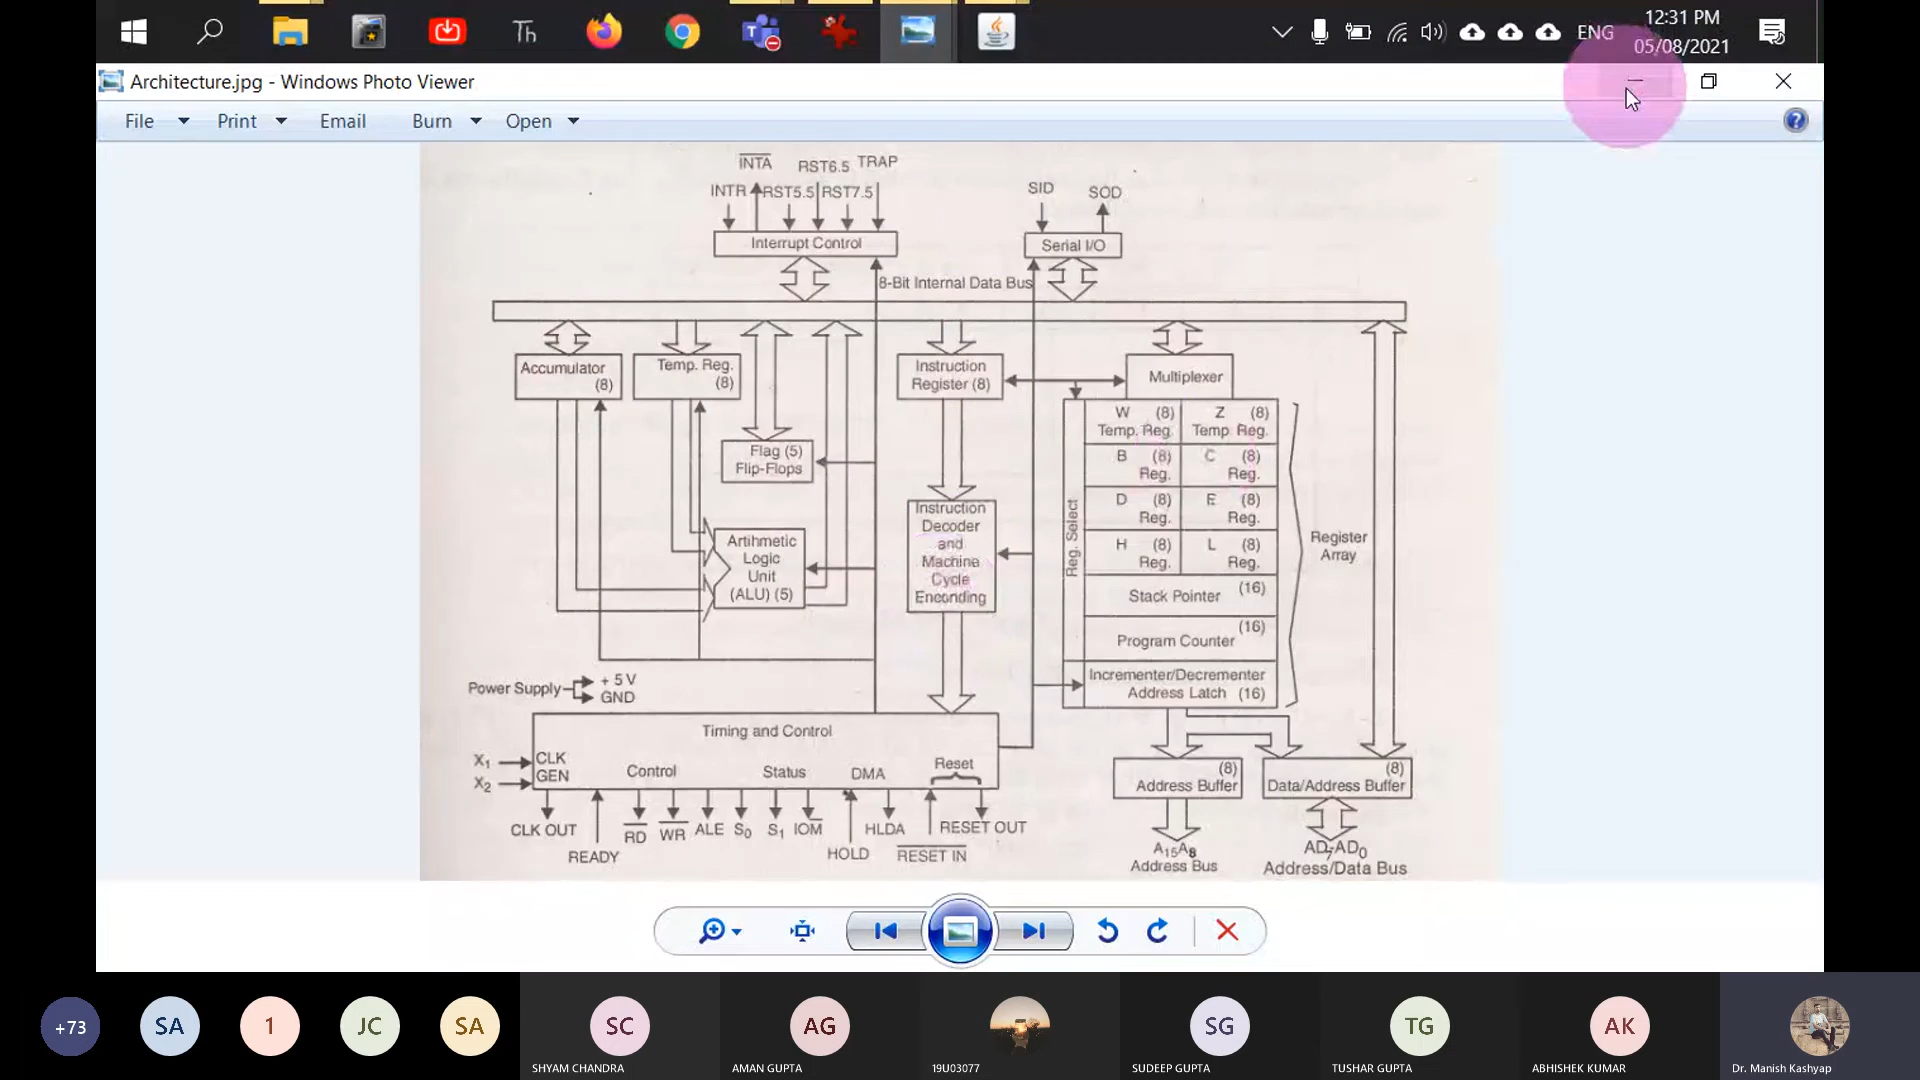 Th
ENG
12:31 PM
05/08/2021
Architecture.jpg - Windows Photo Viewer
File
Print
Email
Burn
Open
INTA
RST6.5
TRAP
INTR
RST5.5
RST7.5
SID
SOD
Interrupt Control
Serial I/O
8-Bit Internal Data Bus
Accumulator
(8)
Temp. Reg.
(8)
Instruction
Register (8)
Multiplexer
W (8)
Temp. Reg.
Z (8)
Temp. Reg.
Flag (5)
Flip-Flops
B (8)
Reg.
C (8)
Reg.
D (8)
Reg.
E (8)
Reg.
H (8)
Reg.
L (8)
Reg.
Reg. Select
Register
Array
Instruction
Decoder
and
Machine
Cycle
Enconding
Artihmetic
Logic
Unit
(ALU) (5)
Stack Pointer (16)
Program Counter (16)
Incrementer/Decrementer
Address Latch (16)
Power Supply
+ 5 V
GND
Timing and Control
X1
X2
CLK
GEN
Control
Status
DMA
Reset
(8)
Address Buffer
(8)
Data/Address Buffer
CLK OUT
READY
RD
WR
ALE
S0
S1
IOM
HOLD
HLDA
RESET IN
RESET OUT
A15A8
Address Bus
AD7-AD0
Address/Data Bus
+73
SA
1
JC
SA
SC
AG
SG
TG
AK
SHYAM CHANDRA
AMAN GUPTA
19U03077
SUDEEP GUPTA
TUSHAR GUPTA
ABHISHEK KUMAR
Dr. Manish Kashyap